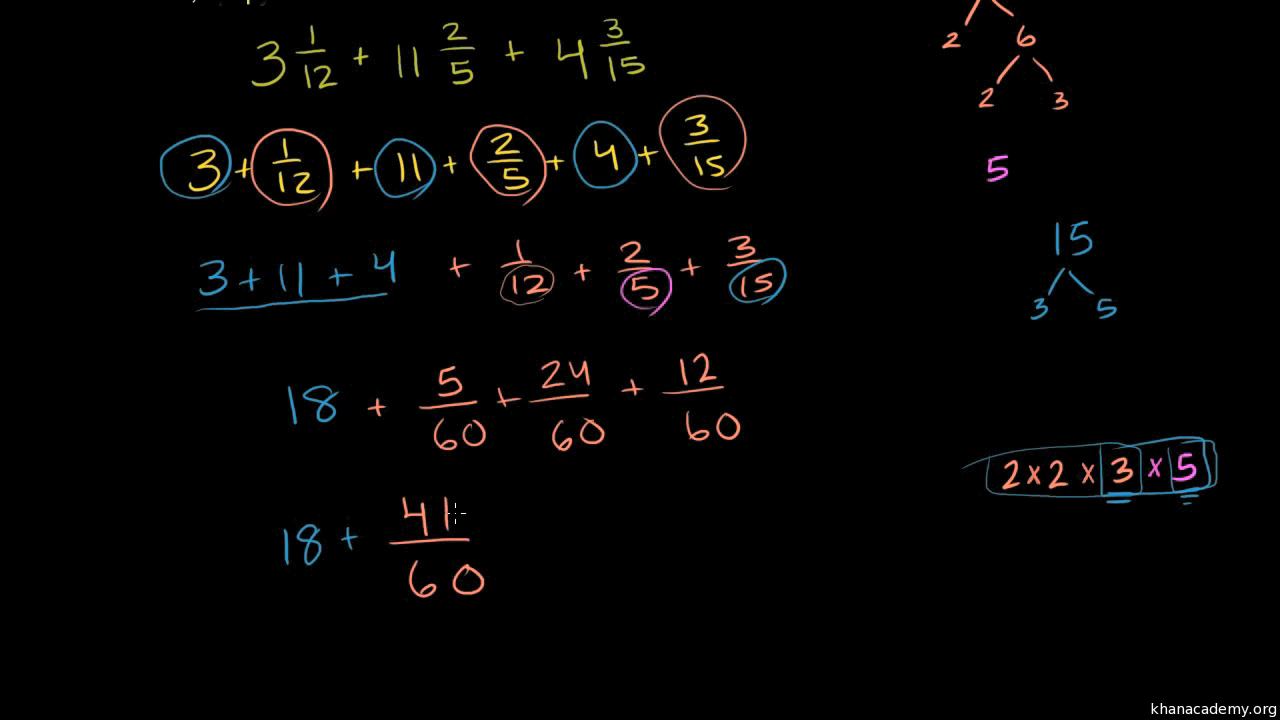 3 1/12 + 11 2/5 + 4 3/15
3 + 1/12 + 11 + 2/5 + 4 + 3/15
3 + 11 + 4 + 1/12 + 2/5 + 3/15
18 + 5/60 + 24/60 + 12/60
18 + 41/60
2 6
2 3
5
15
3 5
2 x 2 x 3 x 5
khanacademy.org